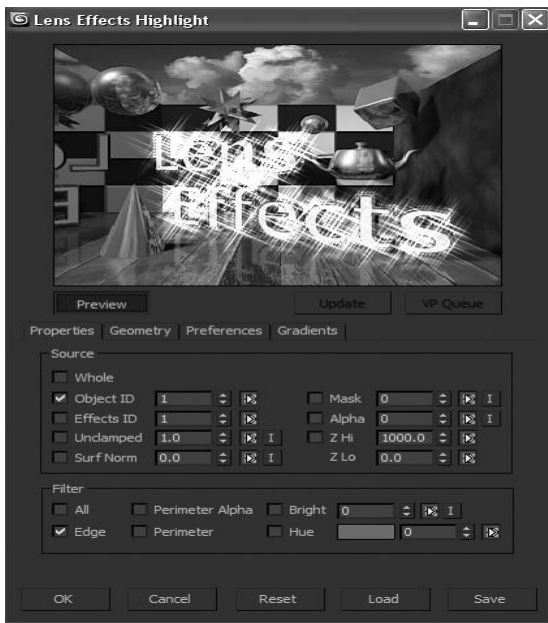 Lens Effects Highlight
Lens
Effects
Preview Update VP Queue
Properties Geometry Preferences Gradients
Source
Whole
Object ID 1 Mask 0 I
Effects ID 1 Alpha 0 I
Unclamped 1.0 I Z Hi 1000.0
Surf Norm 0.0 I Z Lo 0.0
Filter
All Perimeter Alpha Bright 0 I
Edge Perimeter Hue 0
OK Cancel Reset Load Save